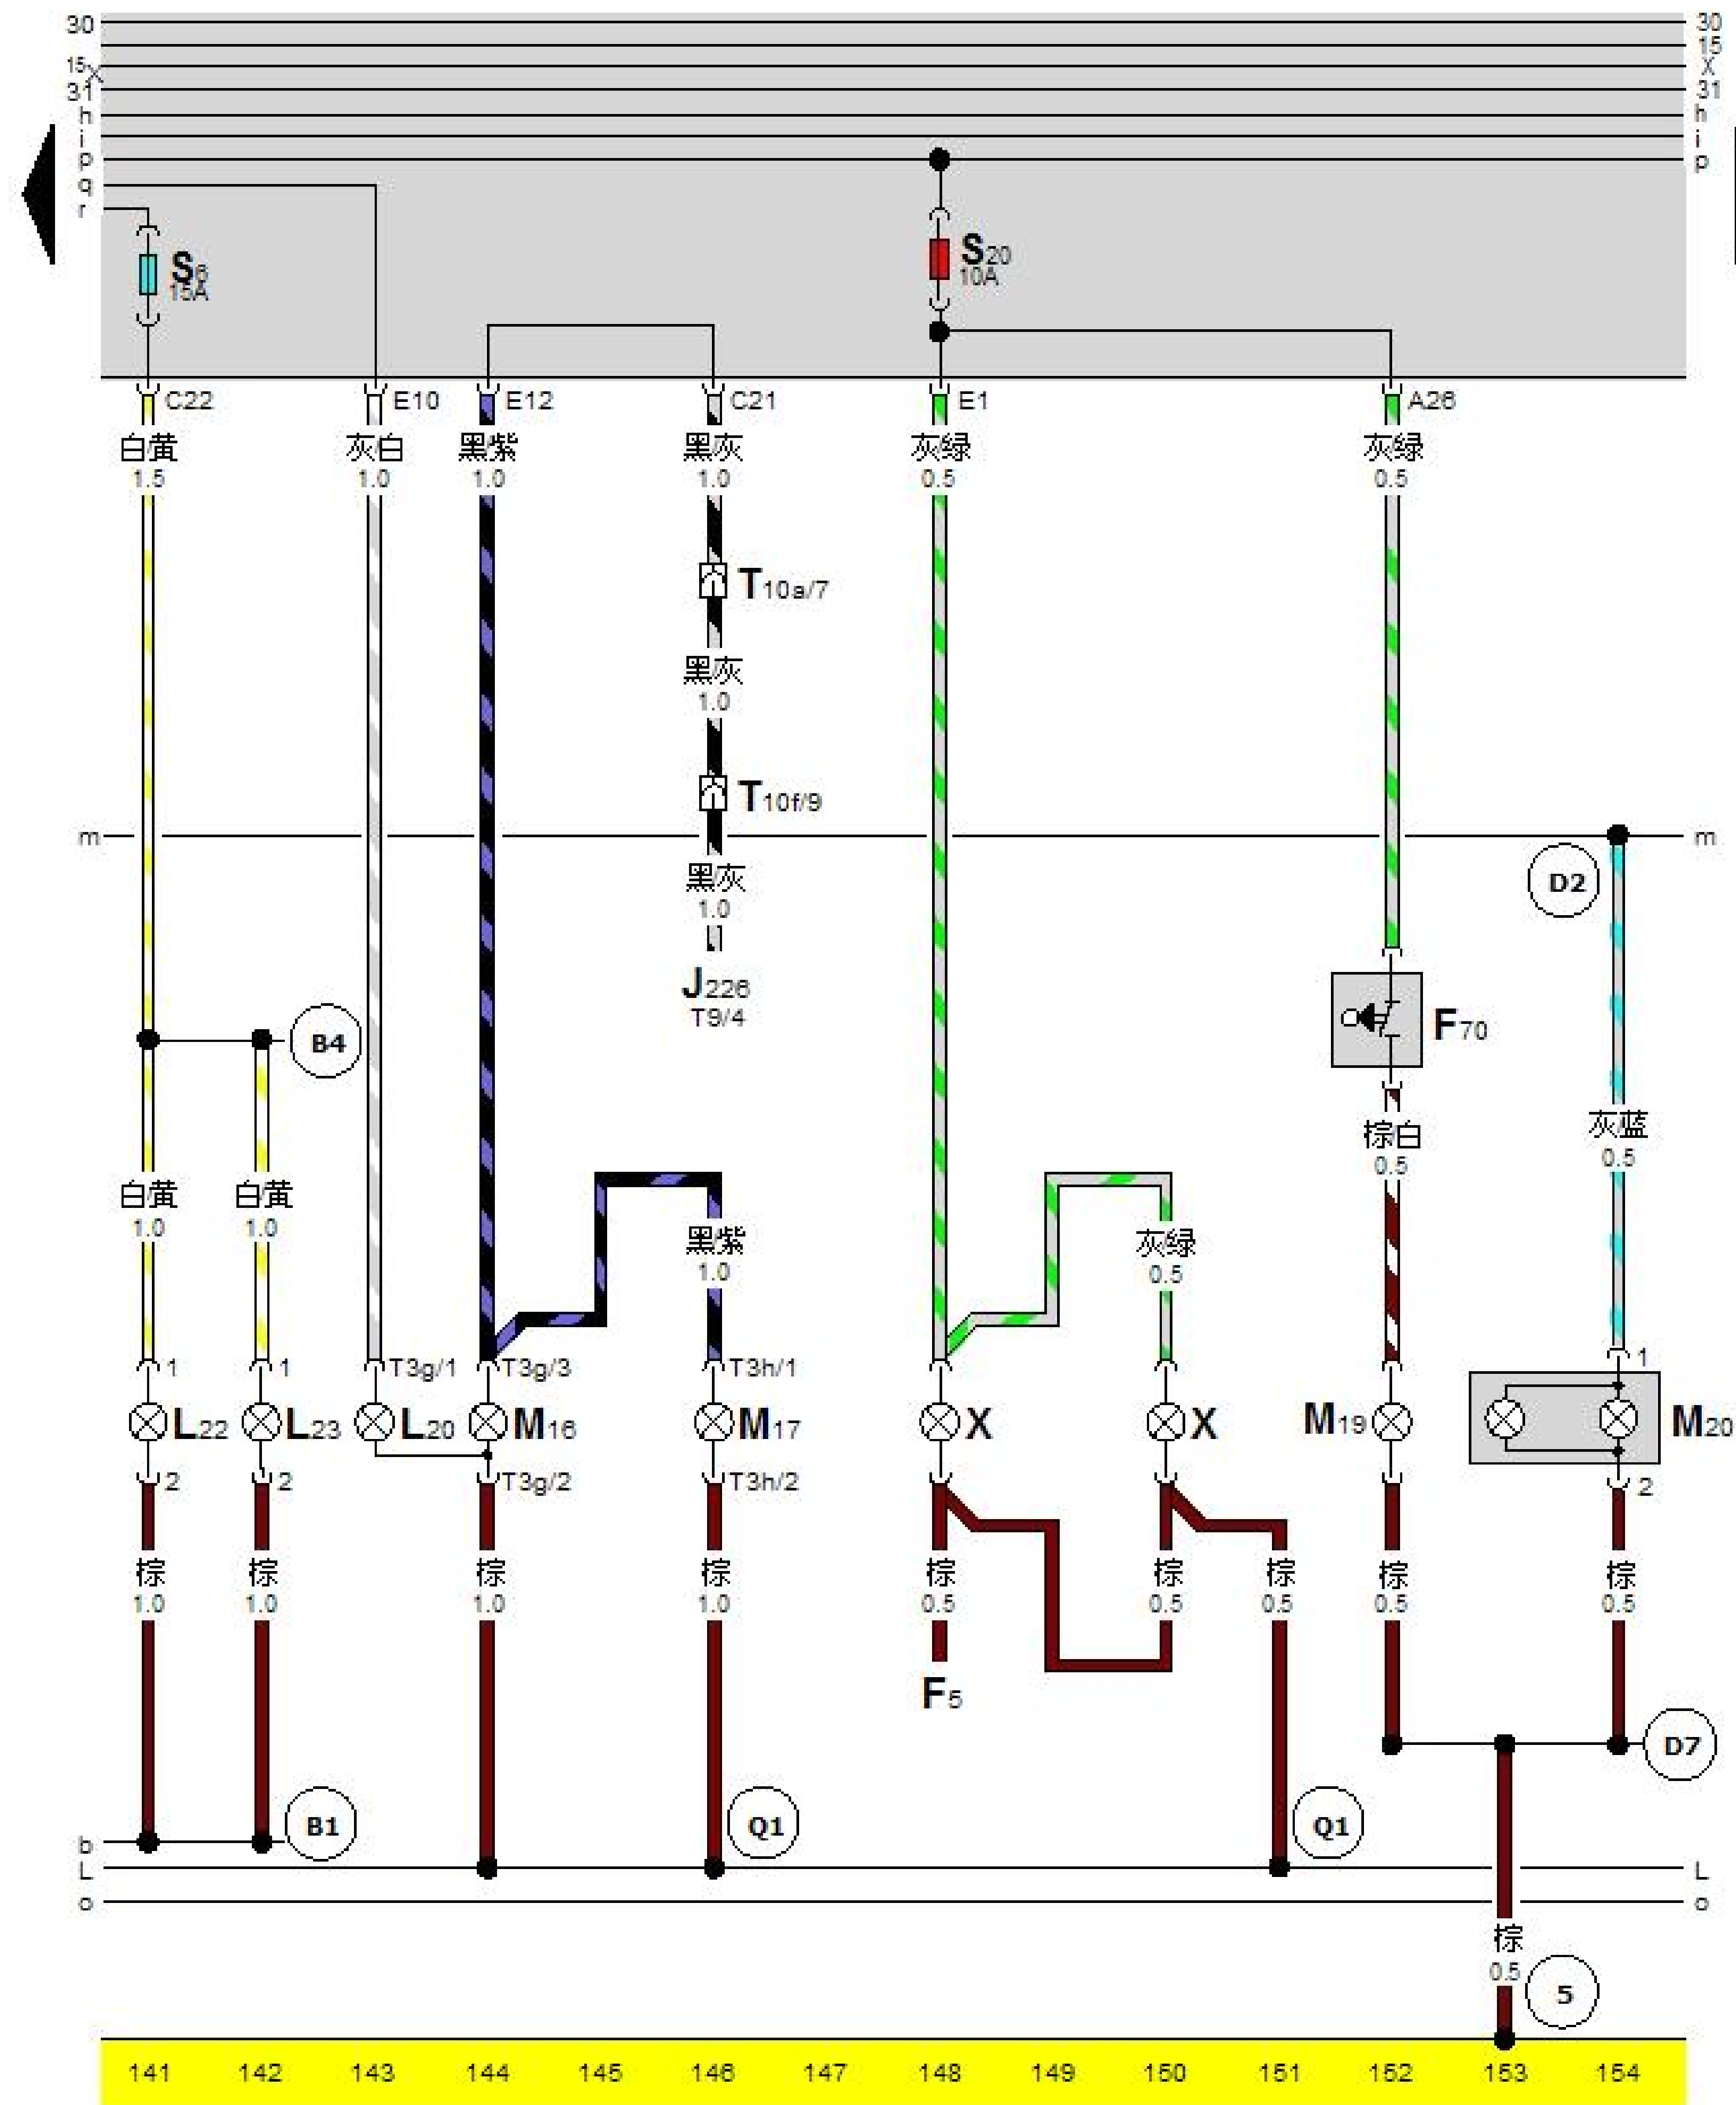 30 30
15
15 X
X
31 31
h h
i i
p p
q
r
S6
15A
S20
10A
C22 E10 E12 C21 E1 A26
白/黄 灰/白 黑/紫 黑/灰 灰/绿 灰/绿
1.5 1.0 1.0 1.0 0.5 0.5
T10a/7
黑/灰
1.0
T10f/9
m m
黑/灰
1.0
D2
J226
T9/4
F70
B4
棕/白
0.5
灰/蓝
0.5
白/黄 白/黄
1.0 1.0
黑/紫
1.0
灰/绿
0.5
1 1 T3g/1 T3g/3 T3h/1 1
L22 L23 L20 M16 M17 X X M19 M20
2 2 T3g/2 T3h/2 2
棕 棕 棕 棕 棕 棕 棕 棕 棕
1.0 1.0 1.0 1.0 0.5 0.5 0.5 0.5 0.5
F5
D7
B1 Q1 Q1
b
L L
o o
棕
0.5
5
141 142 143 144 145 146 147 148 149 150 151 152 153 154